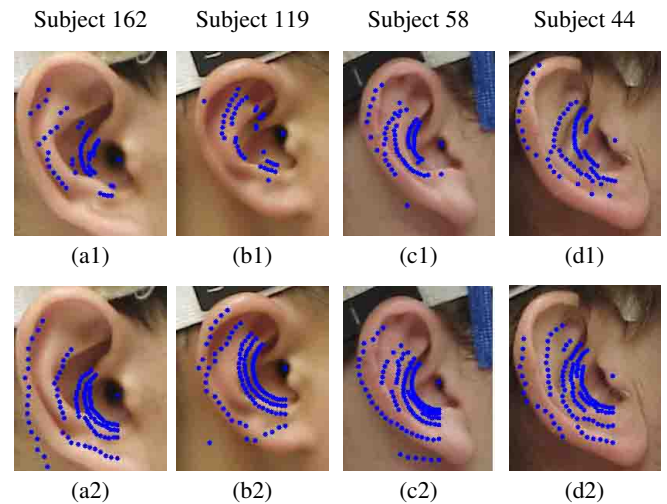 Subject 162 Subject 119 Subject 58 Subject 44
(a1) (b1) (c1) (d1)
(a2) (b2) (c2) (d2)